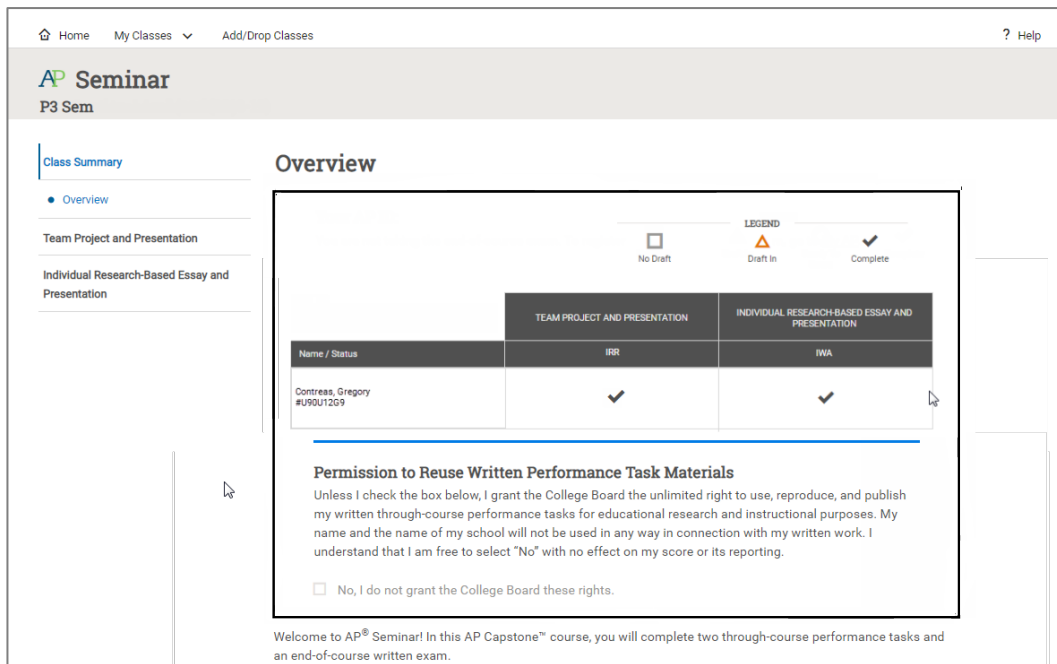 Home My Classes Add/Drop Classes ? Help
AP Seminar
P3 Sem
Class Summary
Overview
Team Project and Presentation
Individual Research-Based Essay and
Presentation
Overview
LEGEND
No Draft Draft In Complete
TEAM PROJECT AND PRESENTATION INDIVIDUAL RESEARCH-BASED ESSAY AND
PRESENTATION
Name / Status IRR IWA
Contreas, Gregory
#U90U12G9
Permission to Reuse Written Performance Task Materials
Unless I check the box below, I grant the College Board the unlimited right to use, reproduce, and publish
my written through-course performance tasks for educational research and instructional purposes. My
name and the name of my school will not be used in any way in connection with my written work. I
understand that I am free to select "No" with no effect on my score or its reporting.
No, I do not grant the College Board these rights.
Welcome to AP® Seminar! In this AP Capstone™ course, you will complete two through-course performance tasks and
an end-of-course written exam.